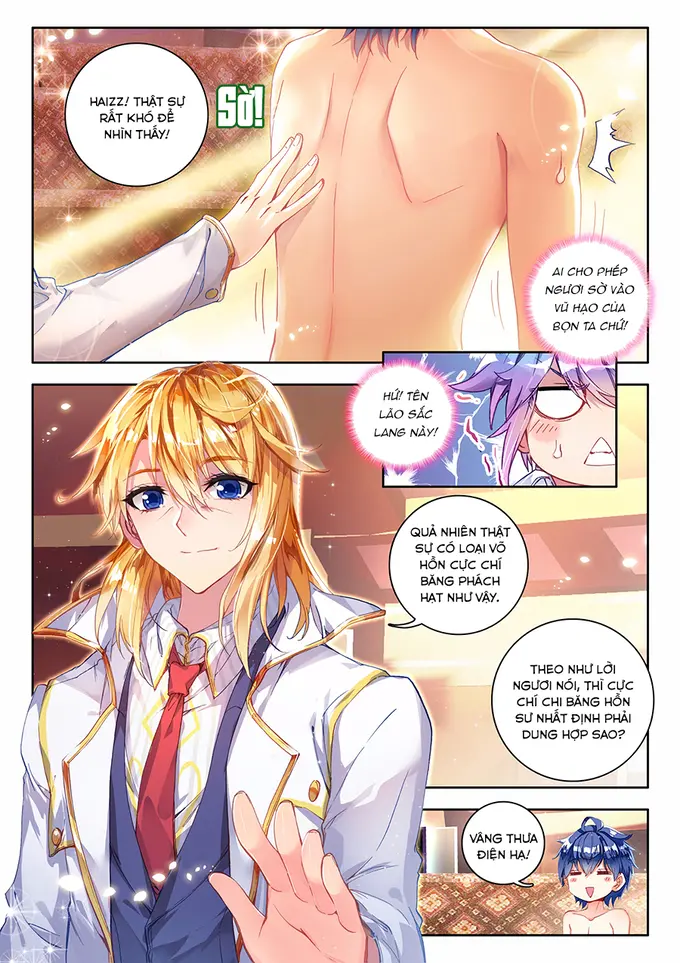 HAIZZ! THẬT SỰ
RẤT KHÓ ĐỂ
NHÌN THẤY!
SỜ!
AI CHO PHÉP
NGƯƠI SỜ VÀO
VŨ HẠO CỦA
BỌN TA CHỨ!
HỨ! TÊN
LÃO SẮC
LANG NÀY!
QUẢ NHIÊN THẬT
SỰ CÓ LOẠI VÕ
HỒN CỰC CHÍ
BĂNG PHÁCH
HẠT NHƯ VẬY.
THEO NHƯ LỜI
NGƯƠI NÓI, THÌ CỰC
CHÍ CHI BĂNG HỒN
SƯ NHẤT ĐỊNH PHẢI
DUNG HỢP SAO?
VÂNG THƯA
ĐIỆN HẠ!